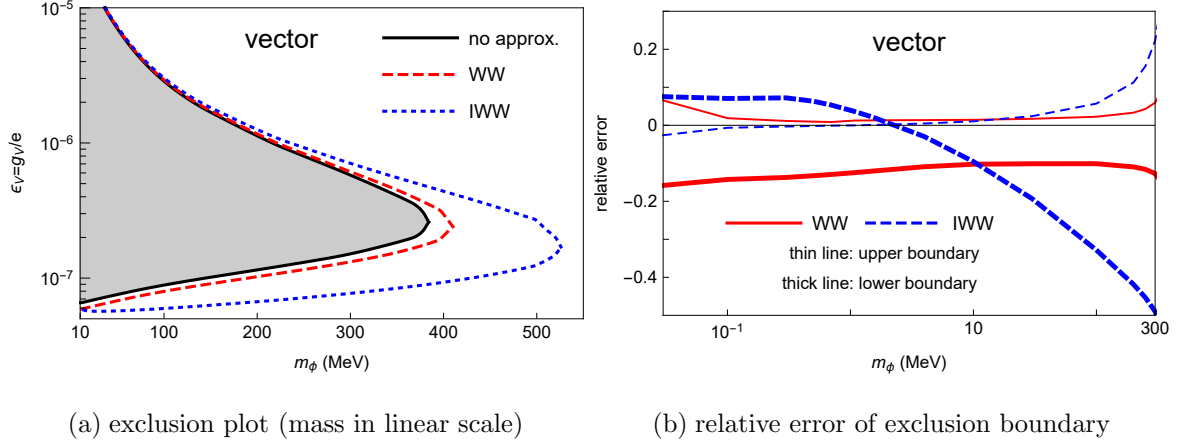 vector
no approx.
WW
IWW
10^-5
10^-6
10^-7
ϵ_V=g_V/e
10
100
200
300
400
500
m_ϕ (MeV)
(a) exclusion plot (mass in linear scale)
vector
0.2
0
-0.2
-0.4
relative error
WW IWW
thin line: upper boundary
thick line: lower boundary
10^-1
10
300
m_ϕ (MeV)
(b) relative error of exclusion boundary